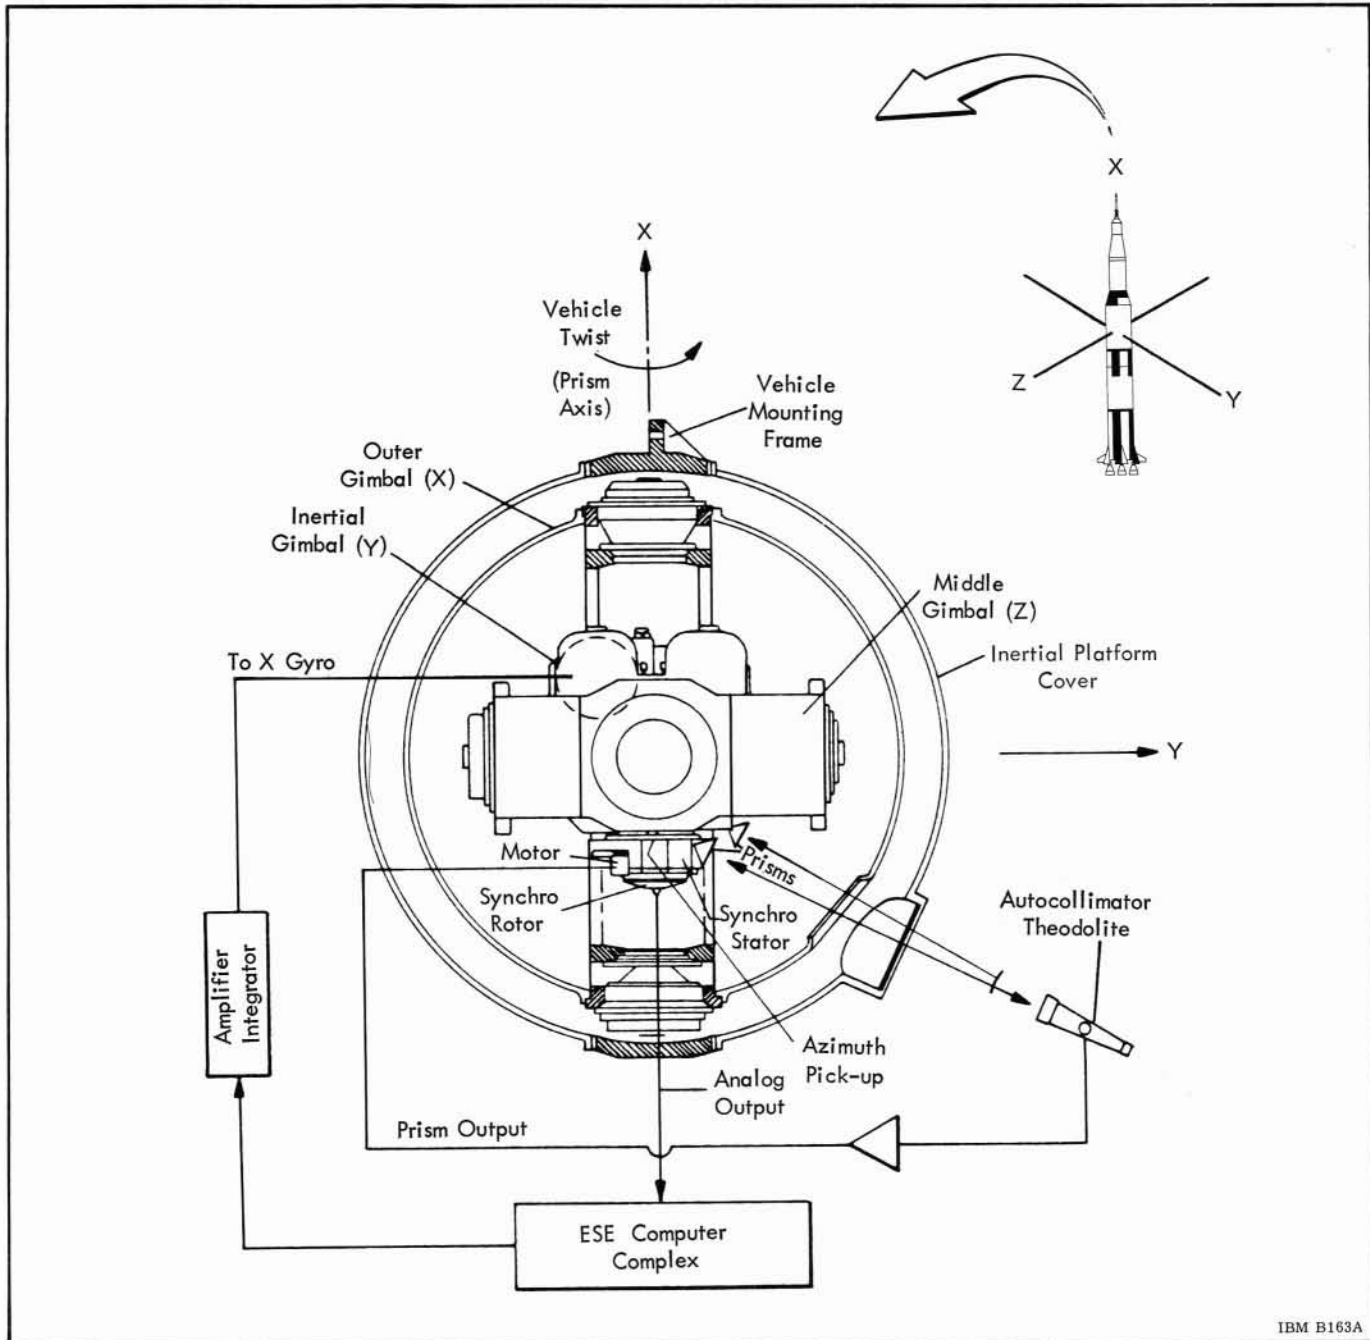 X
Z
Y
X
Vehicle
Twist
(Prism
Axis)
Vehicle
Mounting
Frame
Outer
Gimbal (X)
Inertial
Gimbal (Y)
Middle
Gimbal (Z)
To X Gyro
Inertial Platform
Cover
Y
Motor
Prisms
Synchro
Rotor
Synchro
Stator
Autocollimator
Theodolite
Amplifier
Integrator
Azimuth
Pick-up
Analog
Output
Prism Output
ESE Computer
Complex
IBM B163A